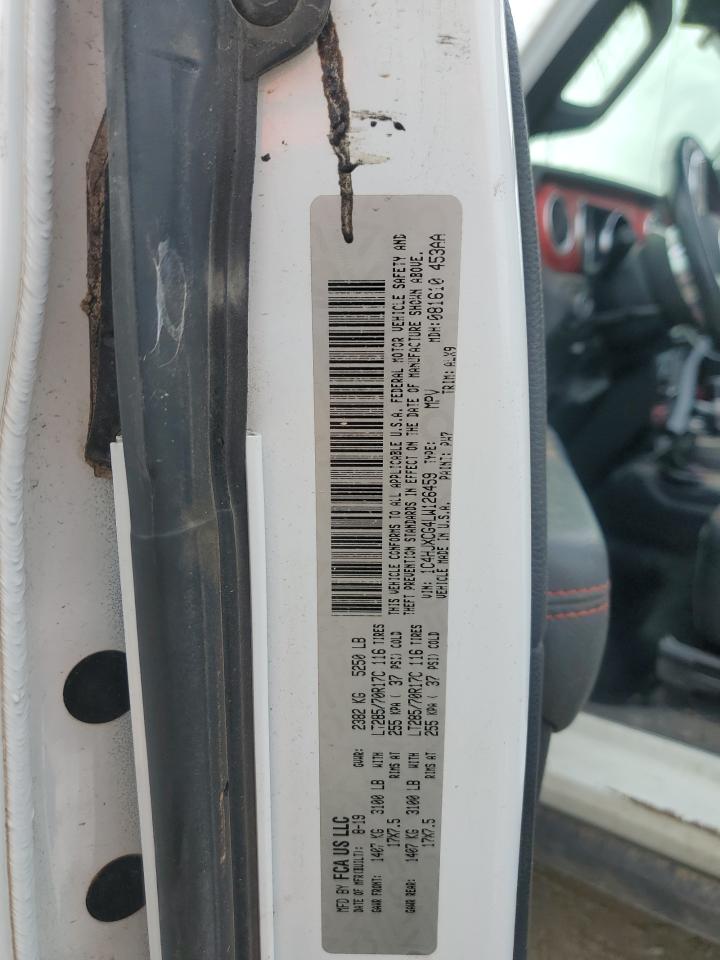 MFD BY FCA US LLC
DATE OF MFR(BUILT): 8-19 GVWR: 2382 KG 5250 LB
GAWR FRONT: 1407 KG 3100 LB WITH LT285/70R17C 116 TIRES
17X7.5 RIMS AT 255 KPA ( 37 PSI) COLD
GAWR REAR: 1407 KG 3100 LB WITH LT285/70R17C 116 TIRES
17X7.5 RIMS AT 255 KPA ( 37 PSI) COLD
THIS VEHICLE CONFORMS TO ALL APPLICABLE U.S.A. FEDERAL MOTOR VEHICLE SAFETY AND
THEFT PREVENTION STANDARDS IN EFFECT ON THE DATE OF MANUFACTURE SHOWN ABOVE.
VIN: 1C4HJXCG4LW126459 TYPE: MPV MDH:081610 453AA
VEHICLE MADE IN U.S.A. PAINT: PW7 TRIM: ALX9